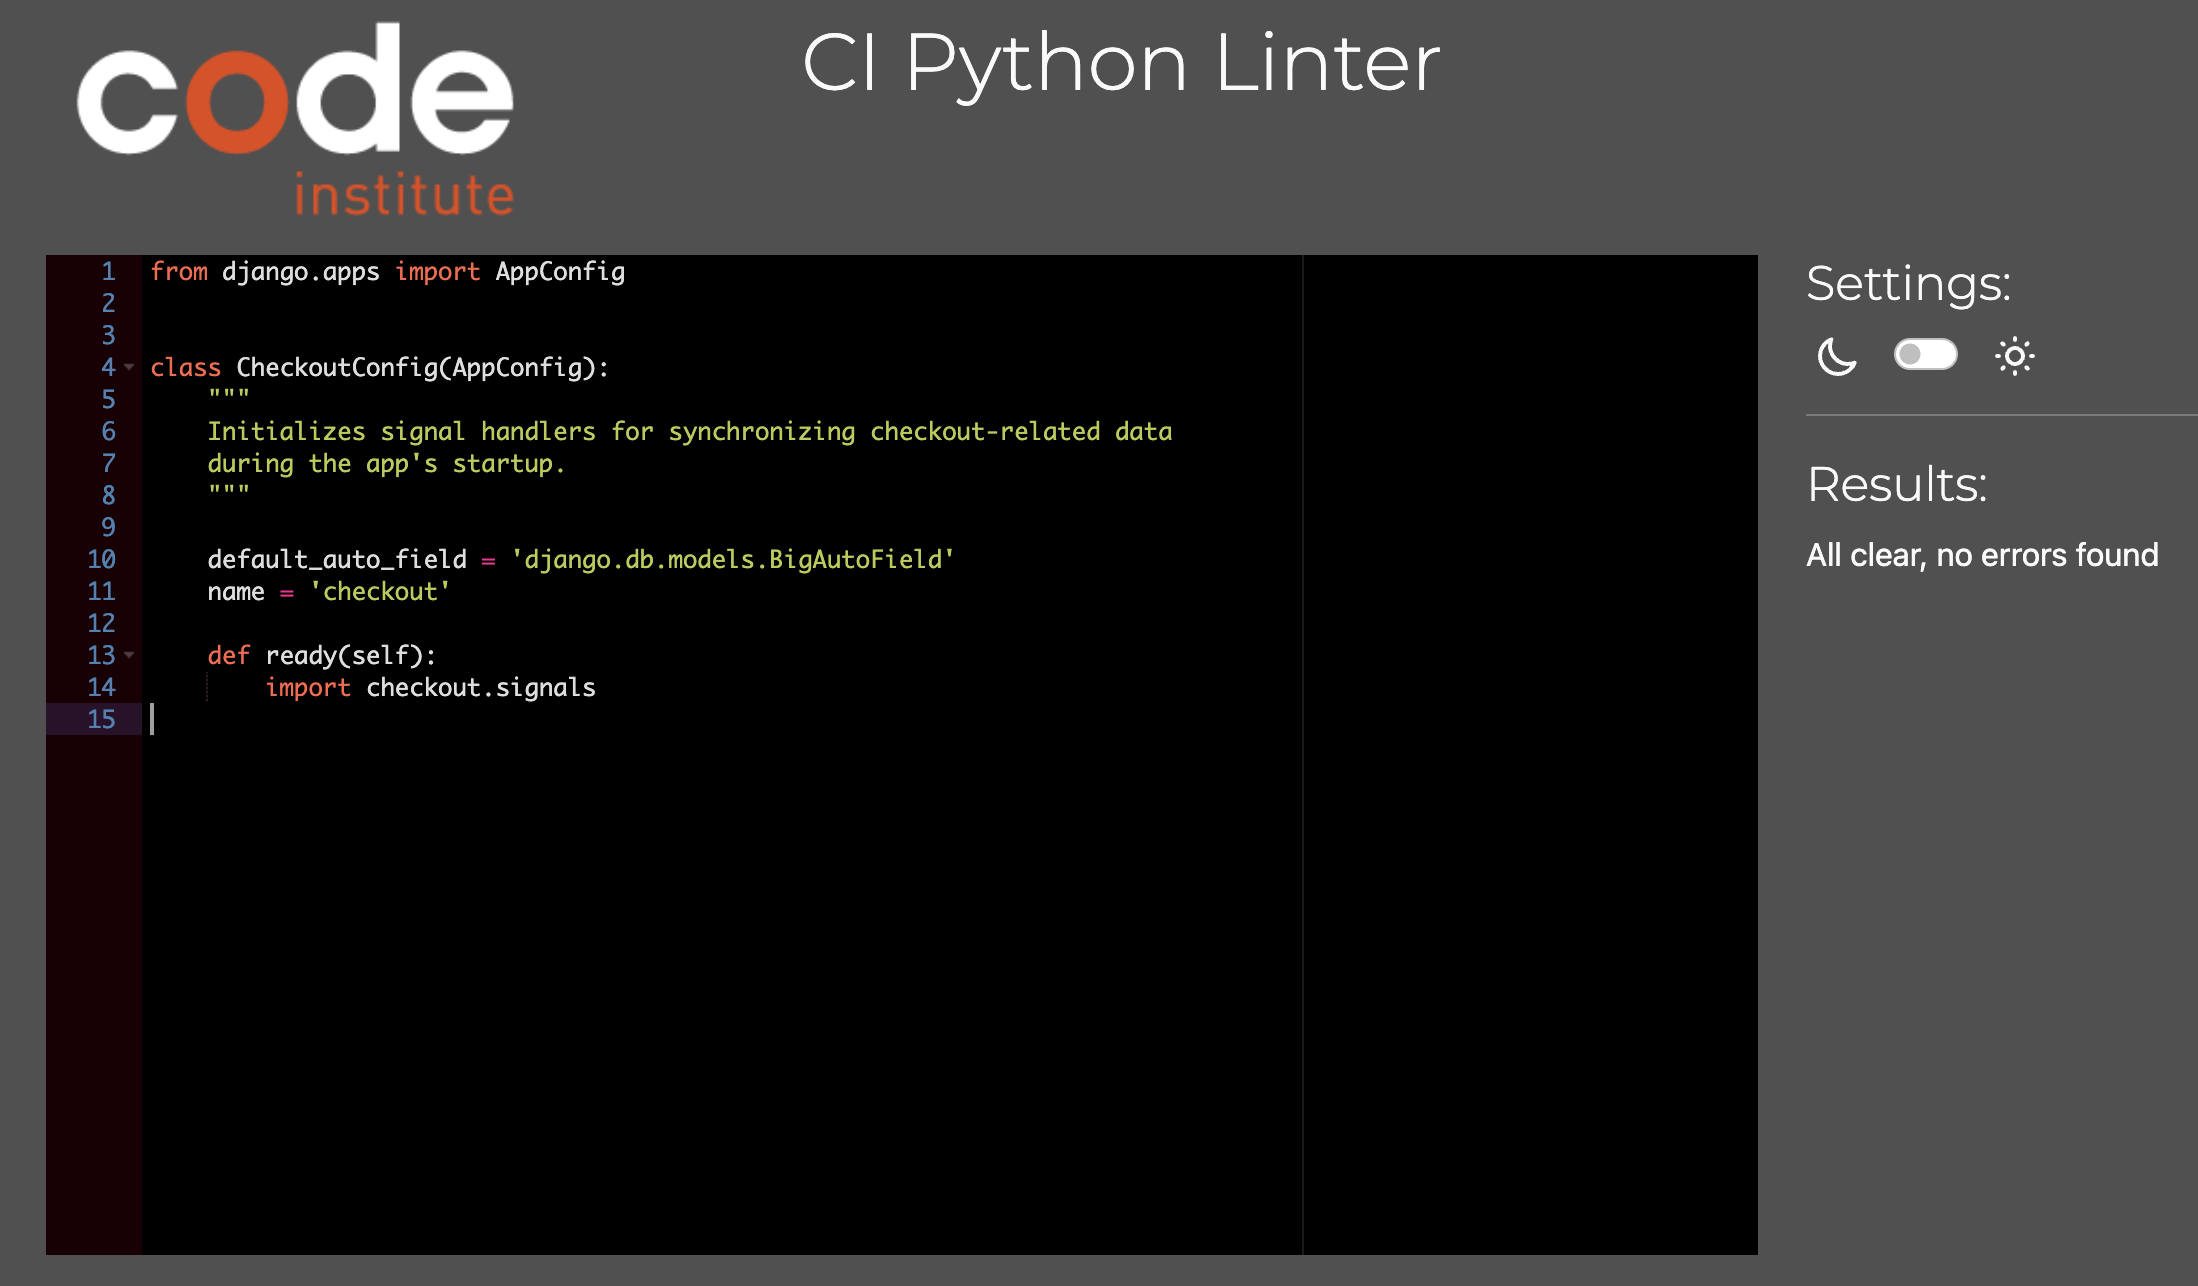 code
institute
CI Python Linter
1 from django.apps import AppConfig
2
3
4 class CheckoutConfig(AppConfig):
5     """
6     Initializes signal handlers for synchronizing checkout-related data
7     during the app's startup.
8     """
9
10     default_auto_field = 'django.db.models.BigAutoField'
11     name = 'checkout'
12
13     def ready(self):
14         import checkout.signals
15
Settings:
Results:
All clear, no errors found